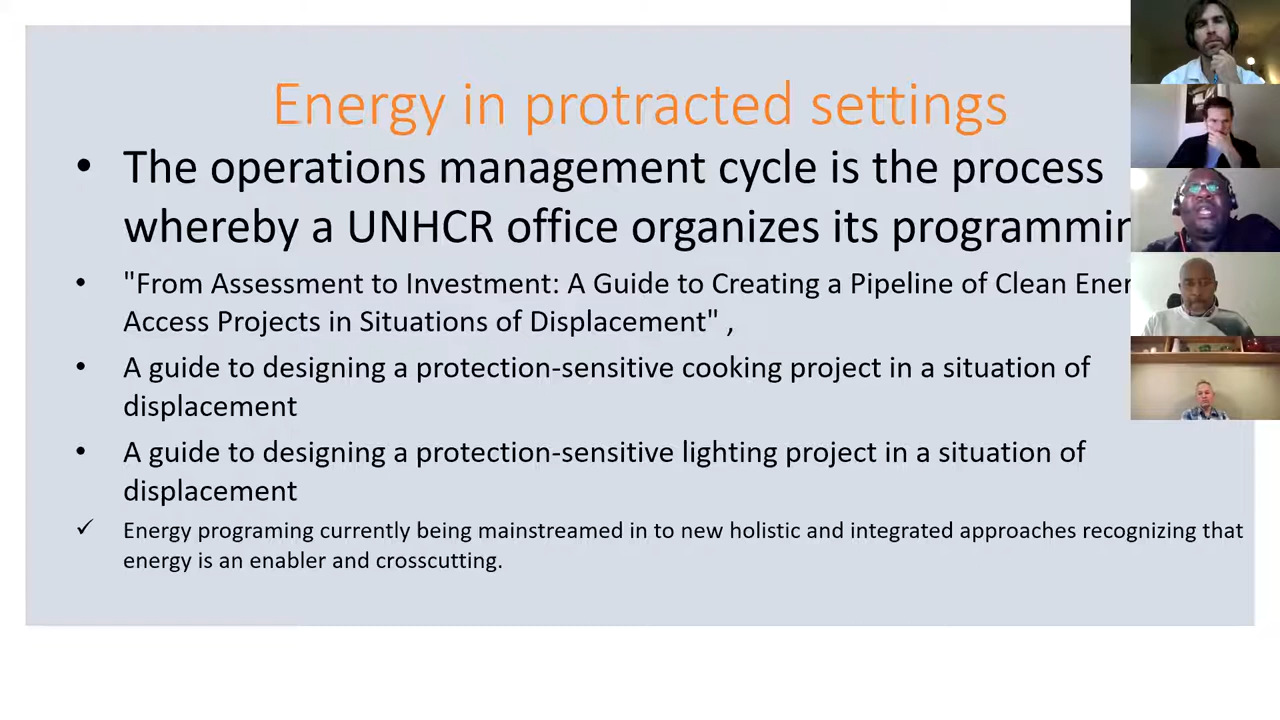 Energy in protracted settings
• The operations management cycle is the process
whereby a UNHCR office organizes its programmin
• "From Assessment to Investment: A Guide to Creating a Pipeline of Clean Ener
Access Projects in Situations of Displacement" ,
• A guide to designing a protection-sensitive cooking project in a situation of
displacement
• A guide to designing a protection-sensitive lighting project in a situation of
displacement
✓ Energy programing currently being mainstreamed in to new holistic and integrated approaches recognizing that
energy is an enabler and crosscutting.